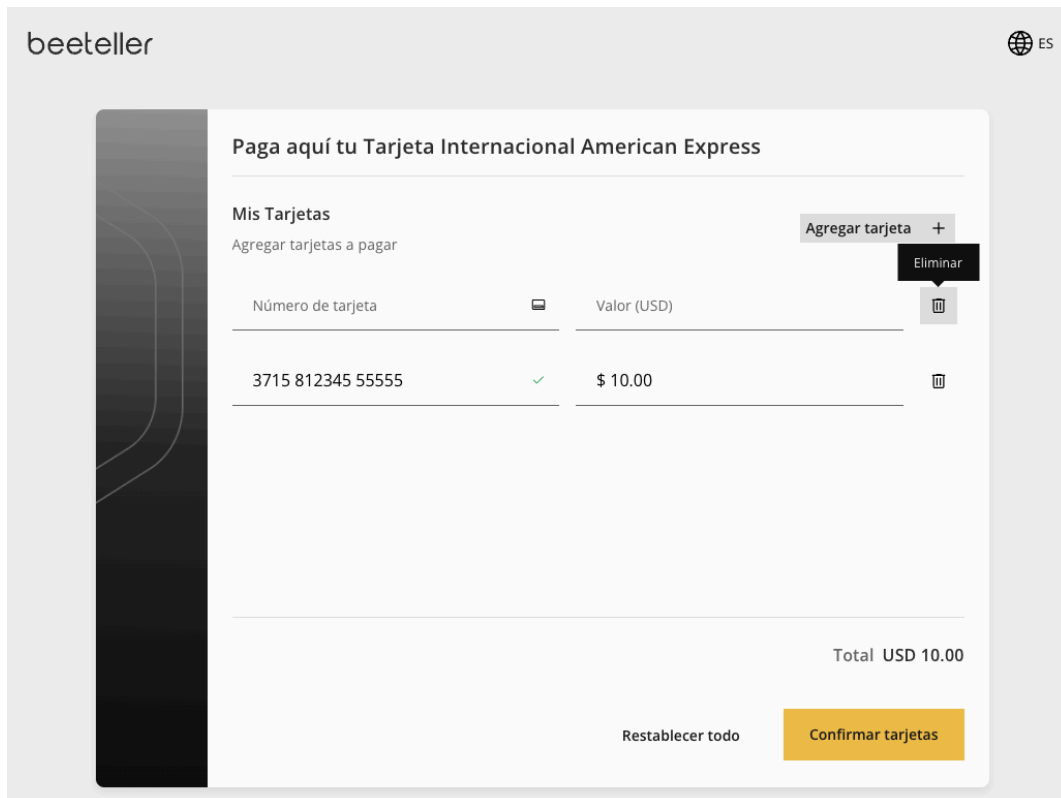 beeteller
ES
Paga aquí tu Tarjeta Internacional American Express
Mis Tarjetas
Agregar tarjetas a pagar
Agregar tarjeta +
Eliminar
Número de tarjeta
Valor (USD)
3715 812345 55555
$ 10.00
Total USD 10.00
Restablecer todo
Confirmar tarjetas